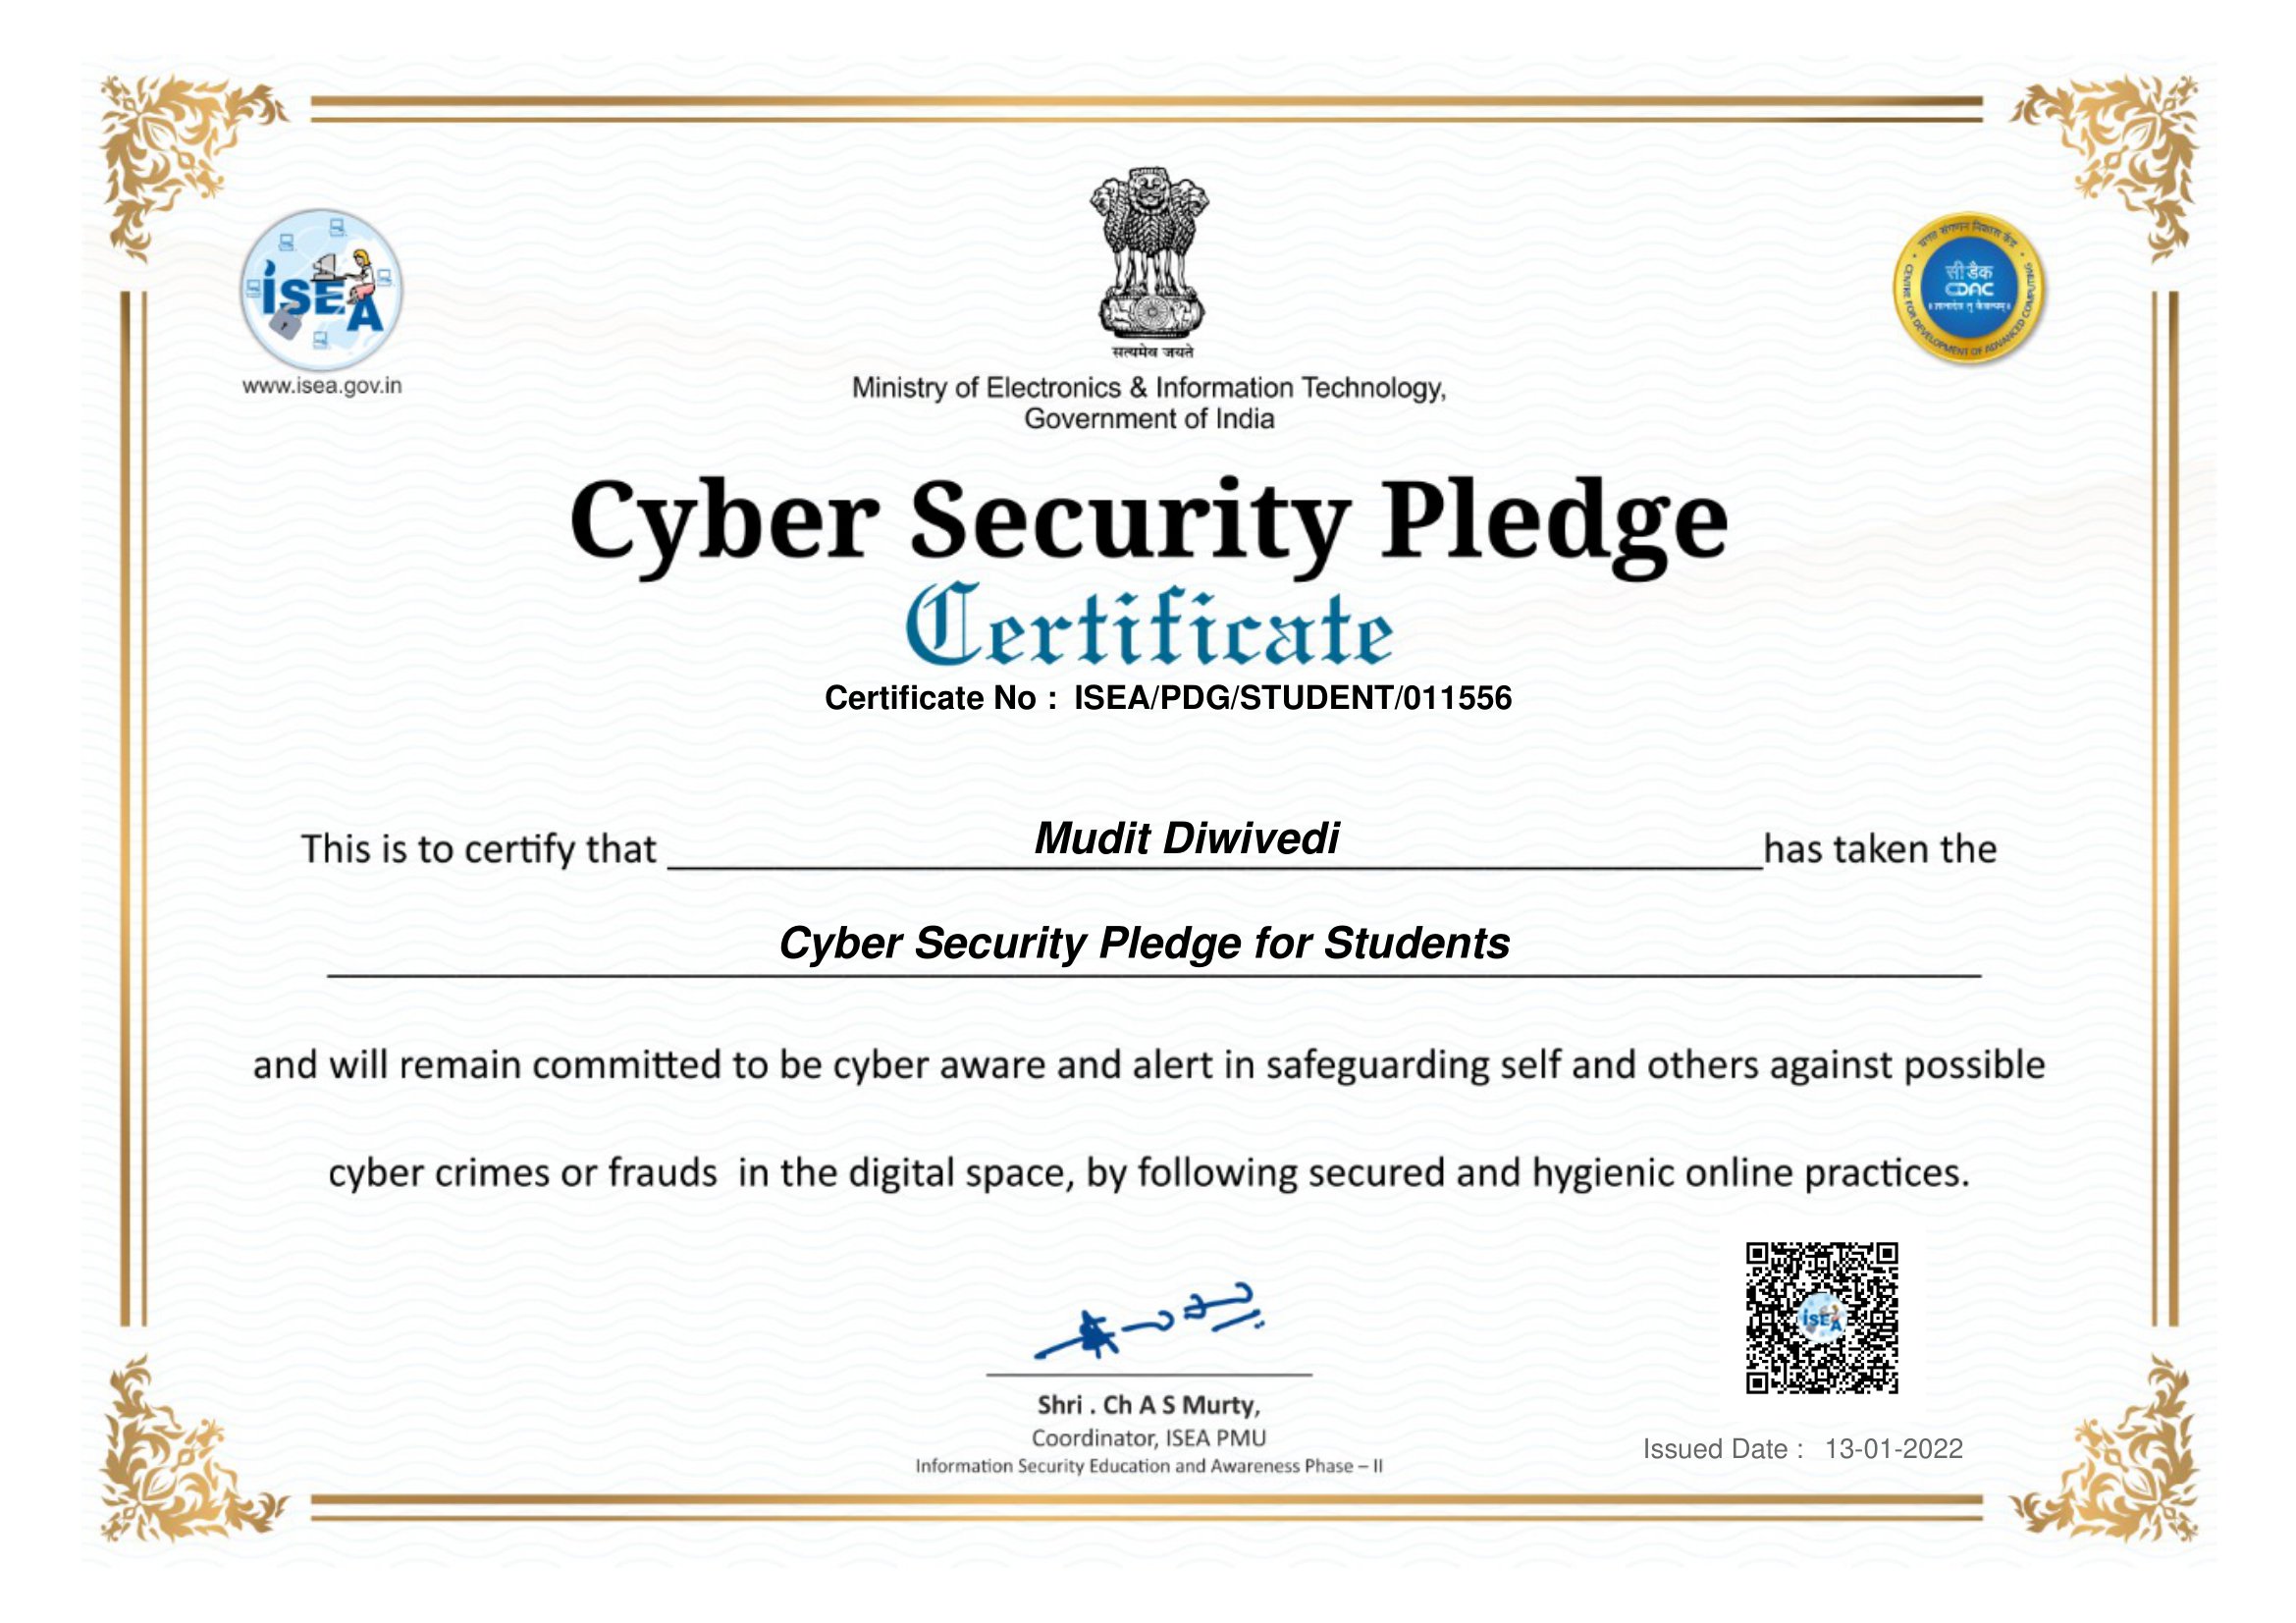 iSEA
www.isea.gov.in
सत्यमेव जयते
Ministry of Electronics & Information Technology,
Government of India
प्रगत संगणन विकास केंद्र
सी डैक
CDAC
CENTRE FOR DEVELOPMENT OF ADVANCED COMPUTING
Cyber Security Pledge
Certificate
Certificate No : ISEA/PDG/STUDENT/011556
This is to certify that Mudit Diwivedi has taken the
Cyber Security Pledge for Students
and will remain committed to be cyber aware and alert in safeguarding self and others against possible
cyber crimes or frauds in the digital space, by following secured and hygienic online practices.
iSEA
Shri . Ch A S Murty,
Coordinator, ISEA PMU
Information Security Education and Awareness Phase – II
Issued Date : 13-01-2022